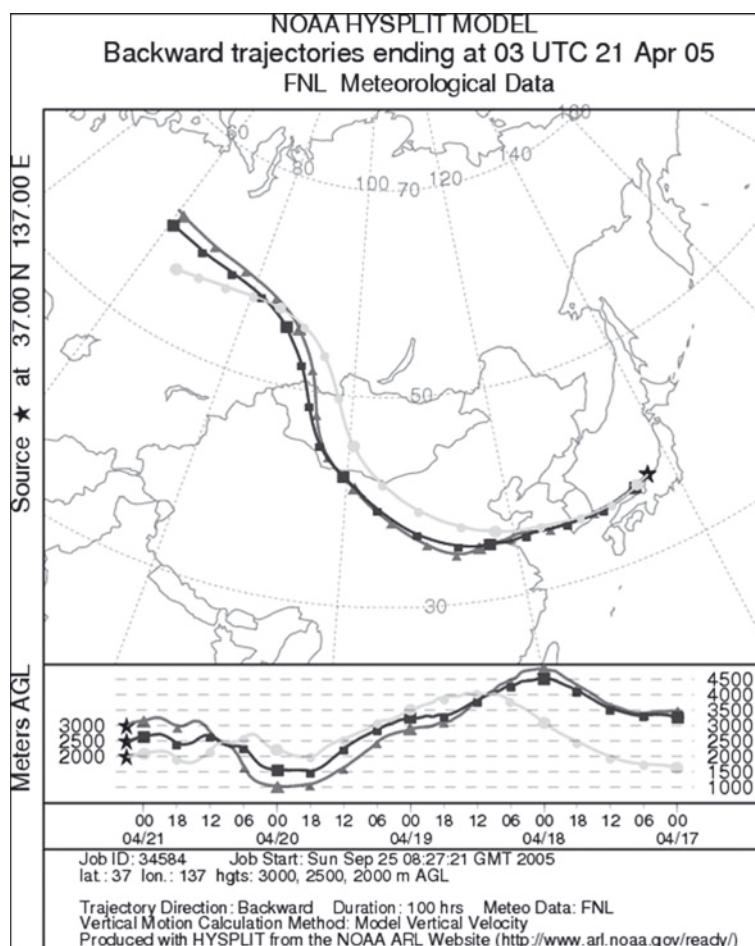 NOAA HYSPLIT MODEL
Backward trajectories ending at 03 UTC 21 Apr 05
FNL Meteorological Data
Source ★ at 37.00 N 137.00 E
60
80
100
70
120
140
180
50
30
Meters AGL
3000
2500
2000
4500
4000
3500
3000
2500
2000
1500
1000
00 18 12 06 00 18 12 06 00 18 12 06 00 18 12 06 00
04/21 04/20 04/19 04/18 04/17
Job ID: 34584 Job Start: Sun Sep 25 08:27:21 GMT 2005
lat.: 37 lon.: 137 hgts: 3000, 2500, 2000 m AGL
Trajectory Direction: Backward Duration: 100 hrs Meteo Data: FNL
Vertical Motion Calculation Method: Model Vertical Velocity
Produced with HYSPLIT from the NOAA ARL Website (http://www.arl.noaa.gov/ready/)